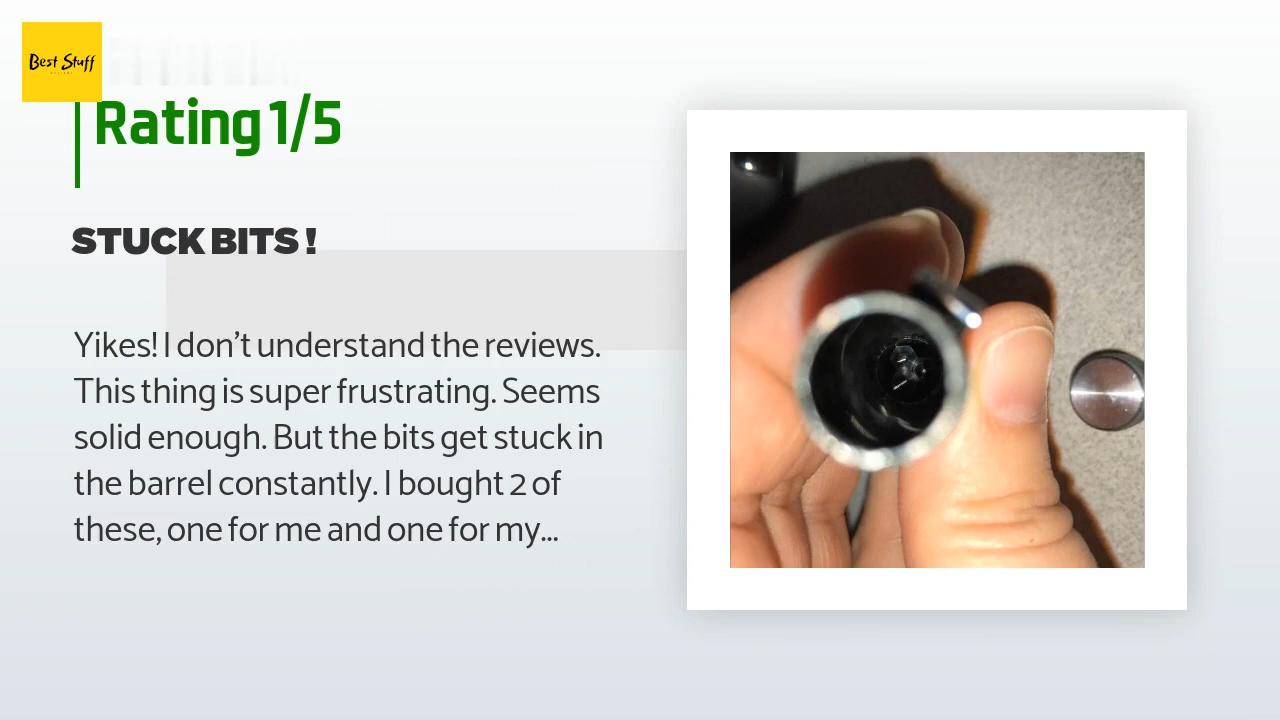 Best Stuff
Rating 1/5
STUCK BITS !
Yikes! I don't understand the reviews.
This thing is super frustrating. Seems
solid enough. But the bits get stuck in
the barrel constantly. I bought 2 of
these, one for me and one for my...